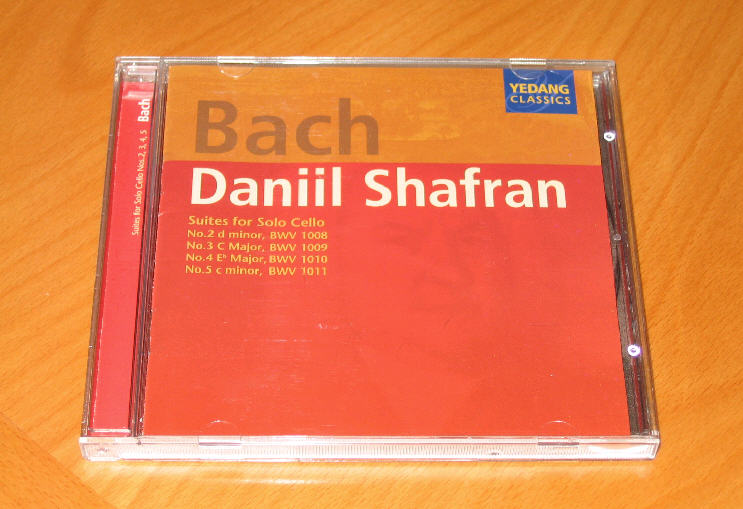 YEDANG
CLASSICS
Bach
Daniil Shafran
Suites for Solo Cello
No.2 d minor, BWV 1008
No.3 C Major, BWV 1009
No.4 E♭ Major, BWV 1010
No.5 c minor, BWV 1011
Suites for Solo Cello Nos.2, 3, 4, 5 Bach